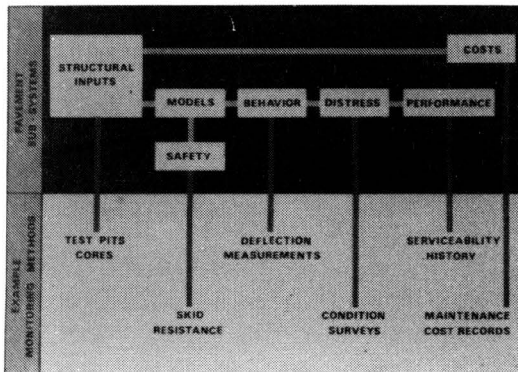 PAVEMENT
SUB SYSTEMS
STRUCTURAL
INPUTS
COSTS
MODELS
BEHAVIOR
DISTRESS
PERFORMANCE
SAFETY
EXAMPLE
MONITORING METHODS
TEST PITS
CORES
DEFLECTION
MEASUREMENTS
SERVICEABILITY
HISTORY
SKID
RESISTANCE
CONDITION
SURVEYS
MAINTENANCE
COST RECORDS